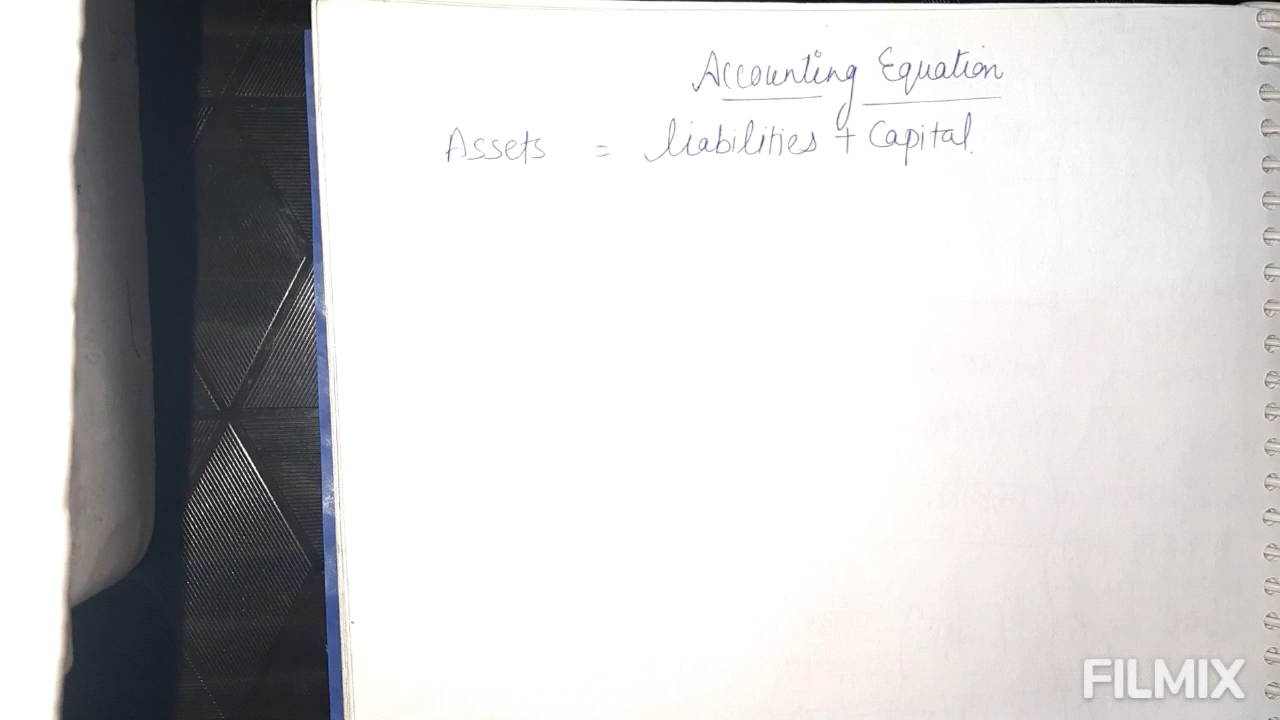 Accounting Equation
Assets = liabilities + Capital.
FILMIX